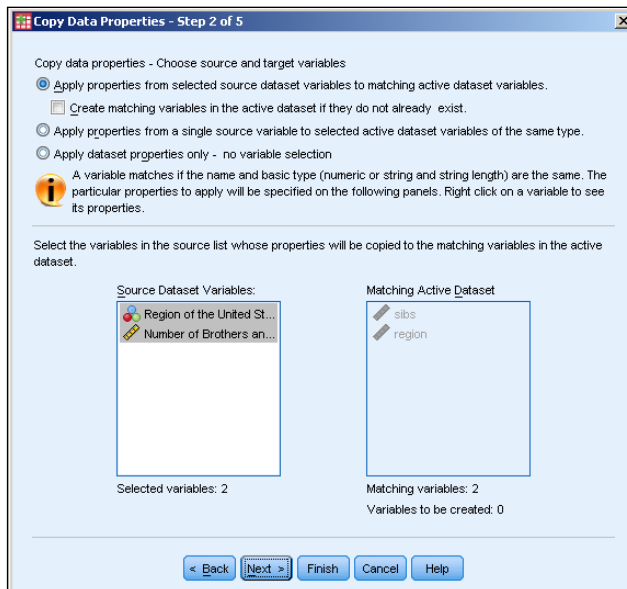 Copy Data Properties - Step 2 of 5
Copy data properties - Choose source and target variables
Apply properties from selected source dataset variables to matching active dataset variables.
Create matching variables in the active dataset if they do not already exist.
Apply properties from a single source variable to selected active dataset variables of the same type.
Apply dataset properties only - no variable selection
A variable matches if the name and basic type (numeric or string and string length) are the same. The
particular properties to apply will be specified on the following panels. Right click on a variable to see
its properties.
Select the variables in the source list whose properties will be copied to the matching variables in the active
dataset.
Source Dataset Variables:
Region of the United St...
Number of Brothers an...
Selected variables: 2
Matching Active Dataset
sibs
region
Matching variables: 2
Variables to be created: 0
< Back
Next >
Finish
Cancel
Help